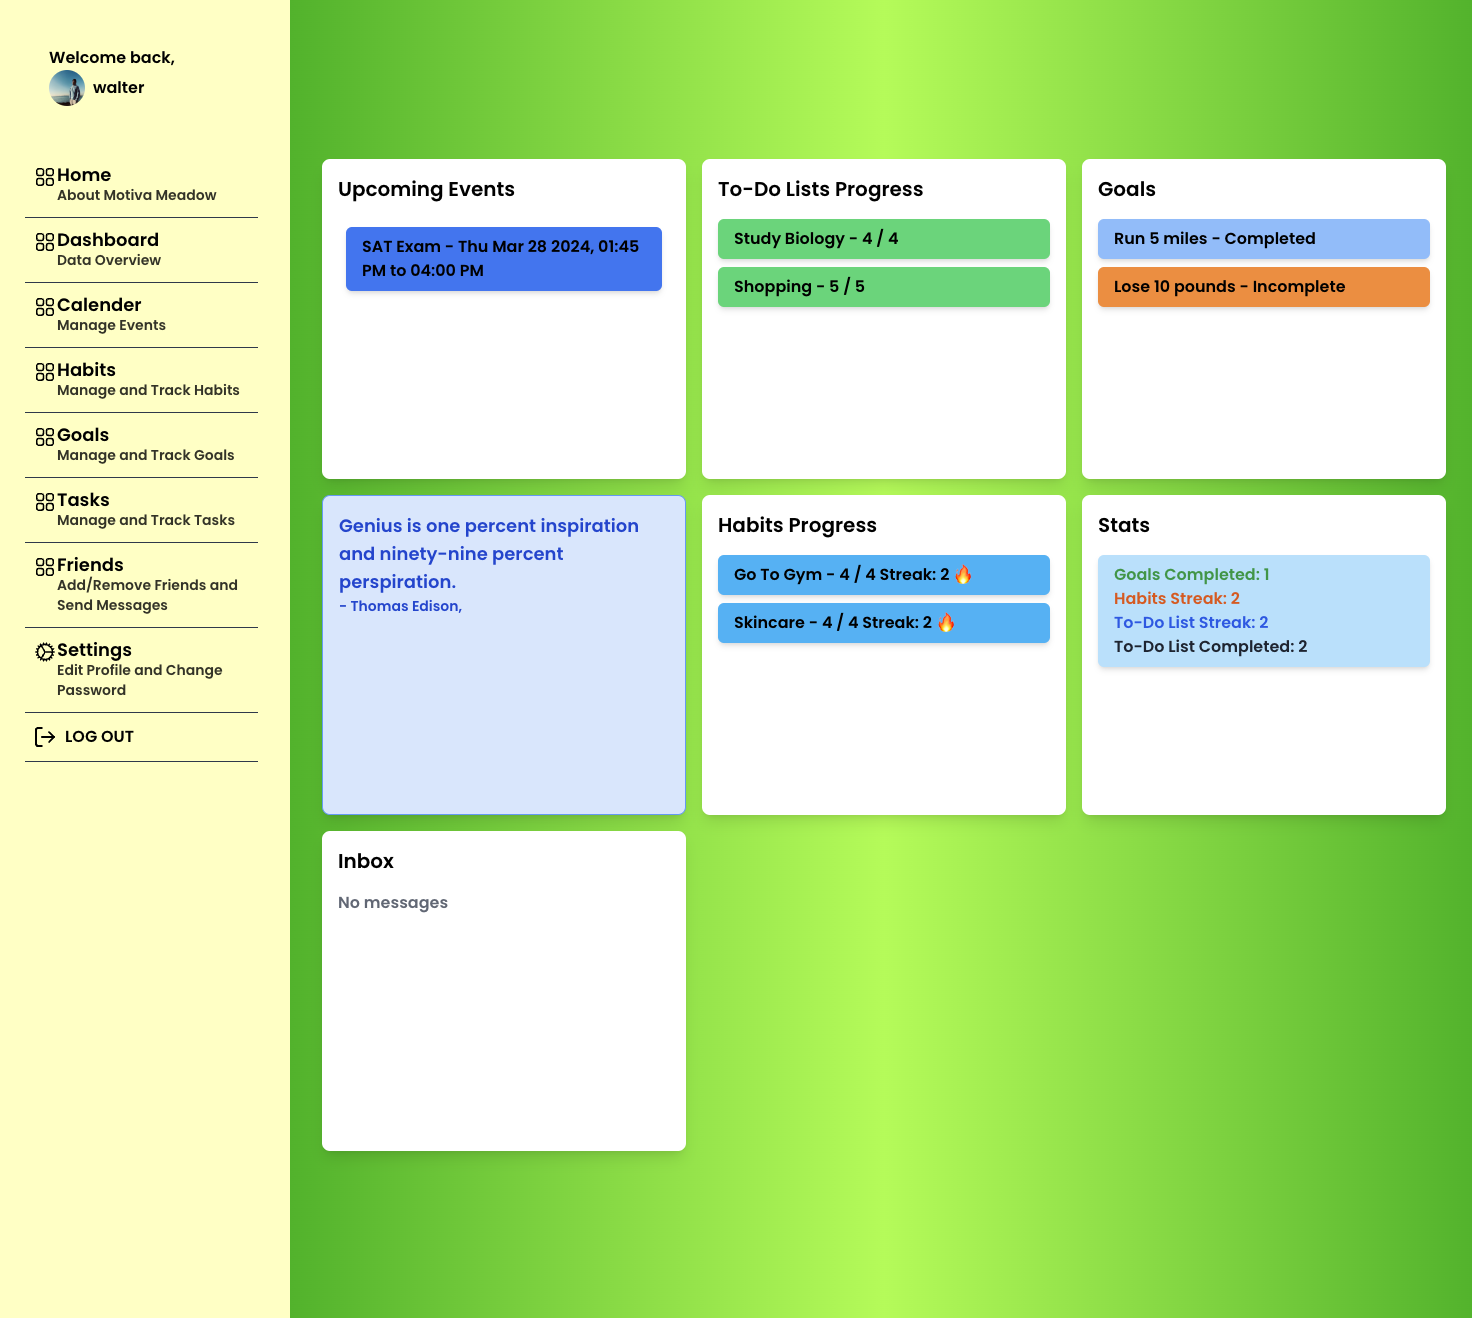 Welcome back,
walter
Home
About Motiva Meadow
Dashboard
Data Overview
Calender
Manage Events
Habits
Manage and Track Habits
Goals
Manage and Track Goals
Tasks
Manage and Track Tasks
Friends
Add/Remove Friends and
Send Messages
Settings
Edit Profile and Change
Password
LOG OUT
Upcoming Events
SAT Exam - Thu Mar 28 2024, 01:45
PM to 04:00 PM
To-Do Lists Progress
Study Biology - 4 / 4
Shopping - 5 / 5
Goals
Run 5 miles - Completed
Lose 10 pounds - Incomplete
Genius is one percent inspiration
and ninety-nine percent
perspiration.
- Thomas Edison,
Habits Progress
Go To Gym - 4 / 4 Streak: 2 🔥
Skincare - 4 / 4 Streak: 2 🔥
Stats
Goals Completed: 1
Habits Streak: 2
To-Do List Streak: 2
To-Do List Completed: 2
Inbox
No messages